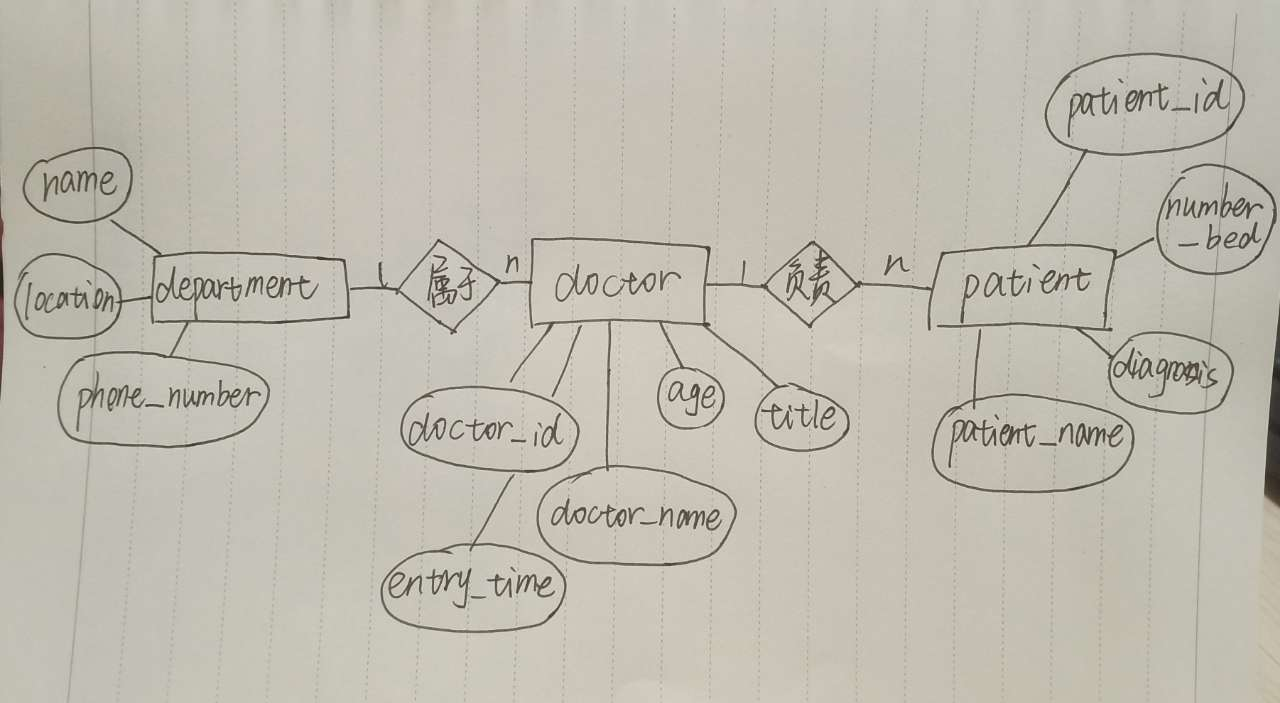 patient_id
name
number
_bed
location
department
1
属于
n
doctor
1
负责
n
patient
phone_number
doctor_id
age
title
diagnosis
patient_name
doctor_name
entry_time